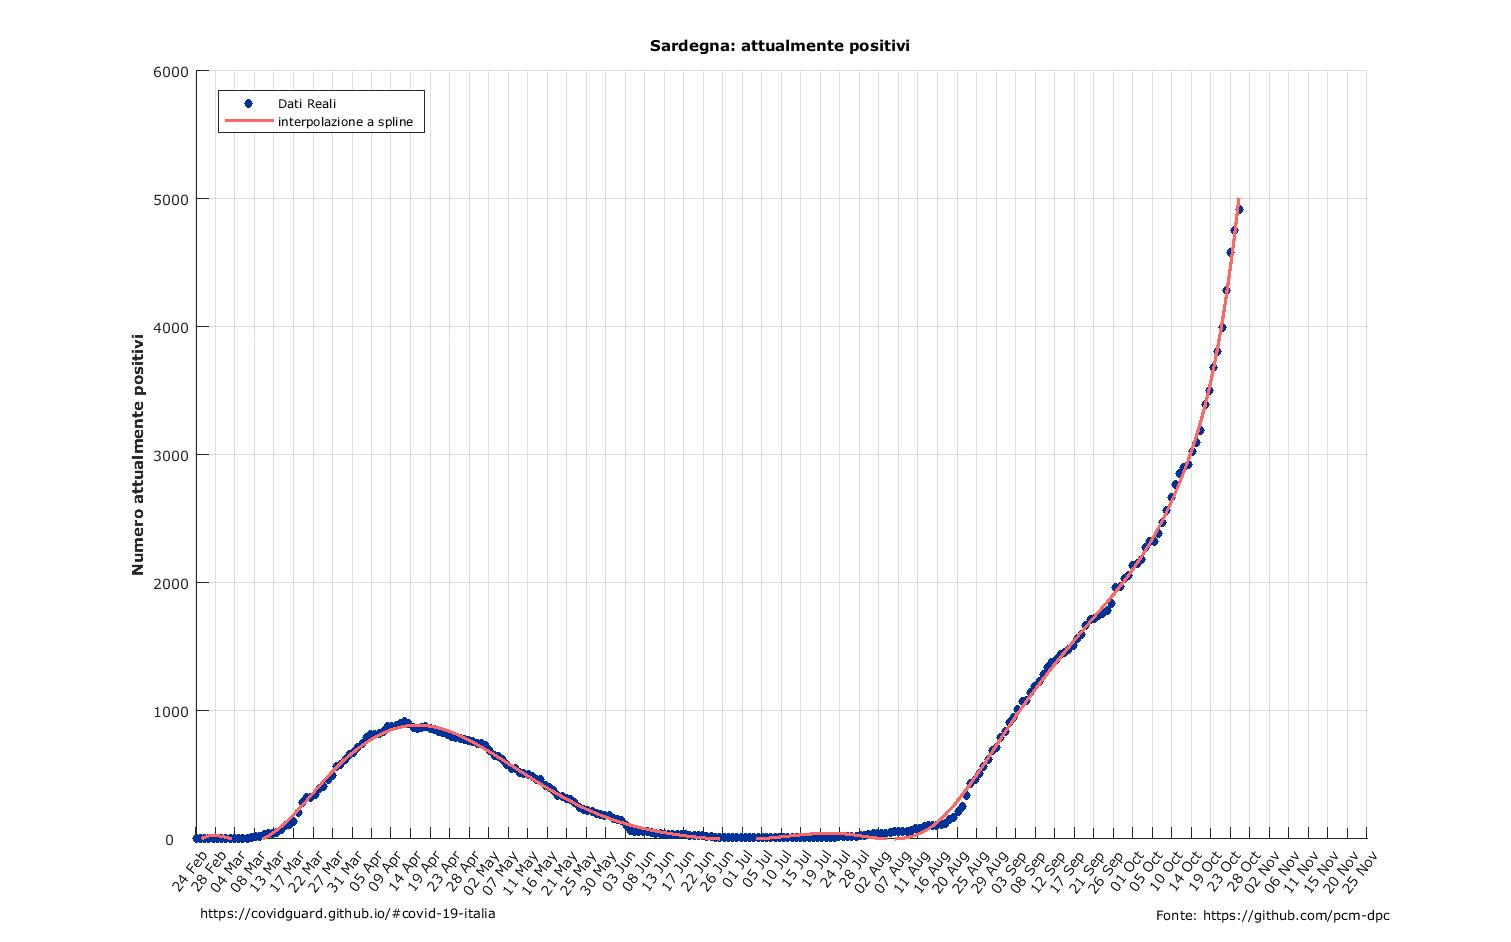 Sardegna: attualmente positivi
6000
5000
4000
3000
2000
1000
0
Numero attualmente positivi
Dati Reali
interpolazione a spline
24 Feb
28 Feb
04 Mar
08 Mar
13 Mar
17 Mar
22 Mar
27 Mar
31 Mar
05 Apr
09 Apr
14 Apr
19 Apr
23 Apr
28 Apr
02 May
07 May
11 May
16 May
21 May
25 May
30 May
03 Jun
08 Jun
13 Jun
17 Jun
22 Jun
26 Jun
01 Jul
05 Jul
10 Jul
15 Jul
19 Jul
24 Jul
28 Jul
02 Aug
07 Aug
11 Aug
16 Aug
20 Aug
25 Aug
29 Aug
03 Sep
08 Sep
12 Sep
17 Sep
21 Sep
26 Sep
01 Oct
05 Oct
10 Oct
14 Oct
19 Oct
23 Oct
28 Oct
02 Nov
06 Nov
11 Nov
15 Nov
20 Nov
25 Nov
https://covidguard.github.io/#covid-19-italia
Fonte: https://github.com/pcm-dpc